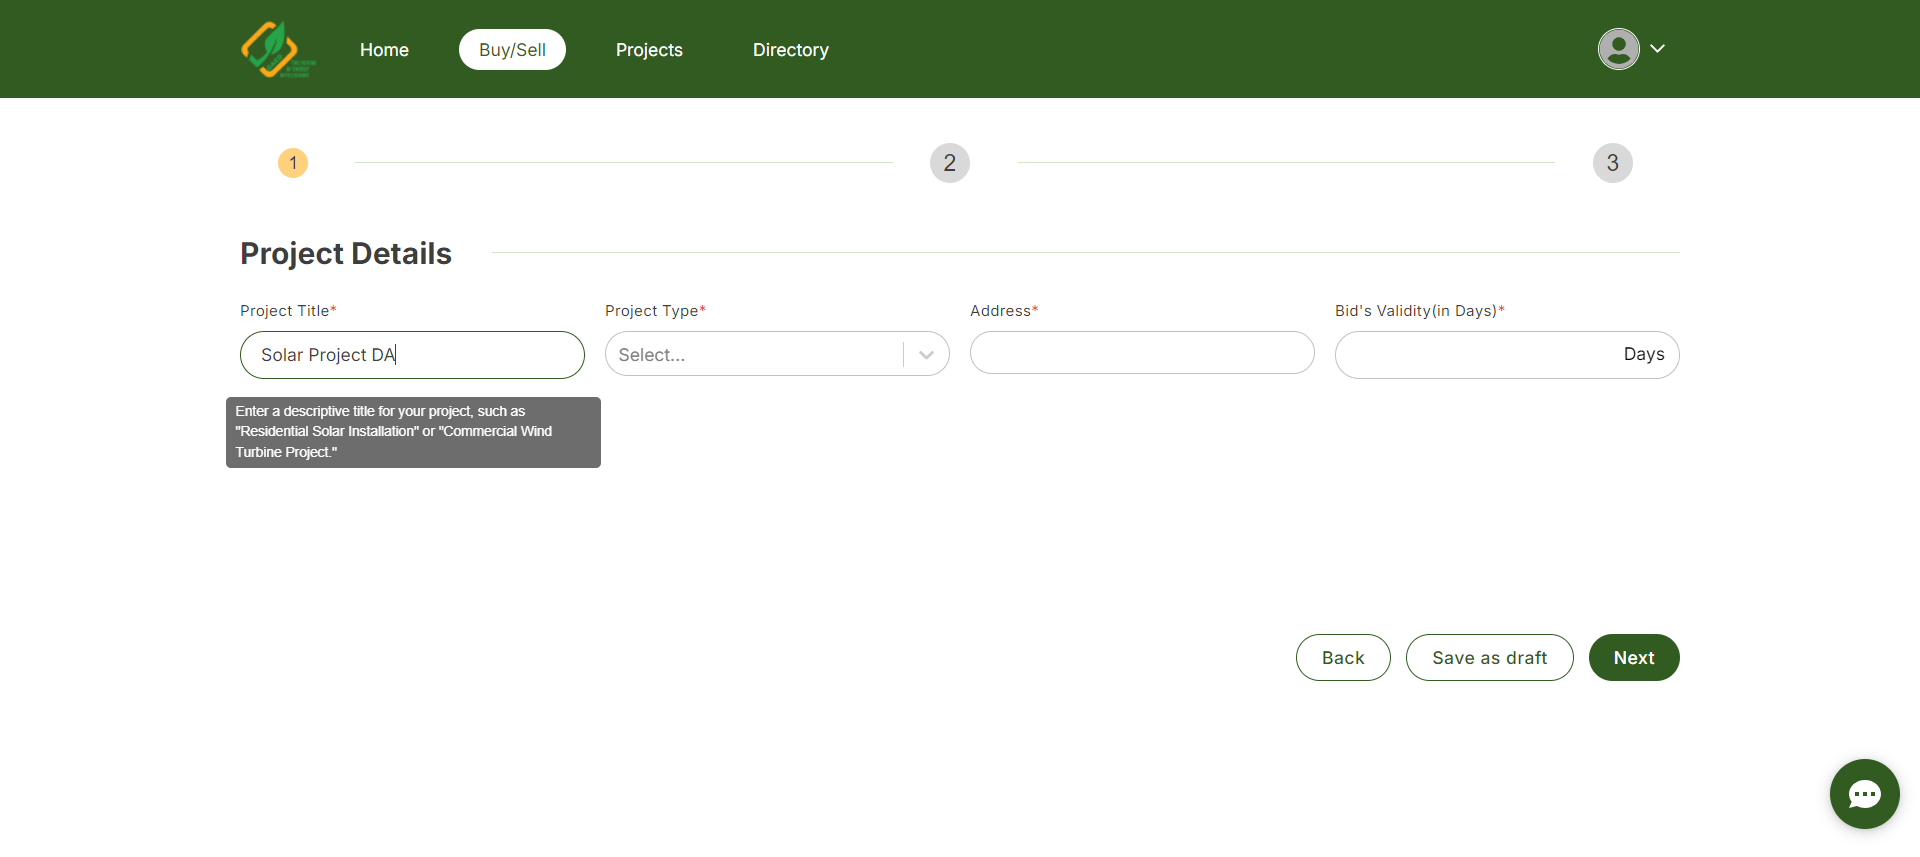 Home
Buy/Sell
Projects
Directory
1
2
3
Project Details
Project Title*
Project Type*
Address*
Bid's Validity(in Days)*
Solar Project DA
Select...
Days
Enter a descriptive title for your project, such as
"Residential Solar Installation" or "Commercial Wind
Turbine Project."
Back
Save as draft
Next